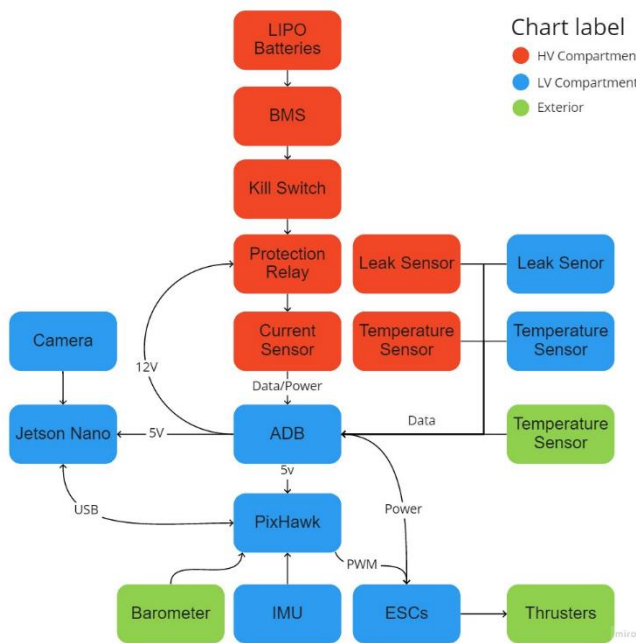 LIPO
Batteries
Chart label
HV Compartmen
LV Compartment
Exterior
BMS
Kill Switch
Protection
Relay
Leak Sensor
Leak Senor
Camera
Current
Sensor
Temperature
Sensor
Temperature
Sensor
12V
Data/Power
Jetson Nano
5V
ADB
Data
Temperature
Sensor
5v
USB
PixHawk
Power
PWM
Barometer
IMU
ESCs
Thrusters
miro